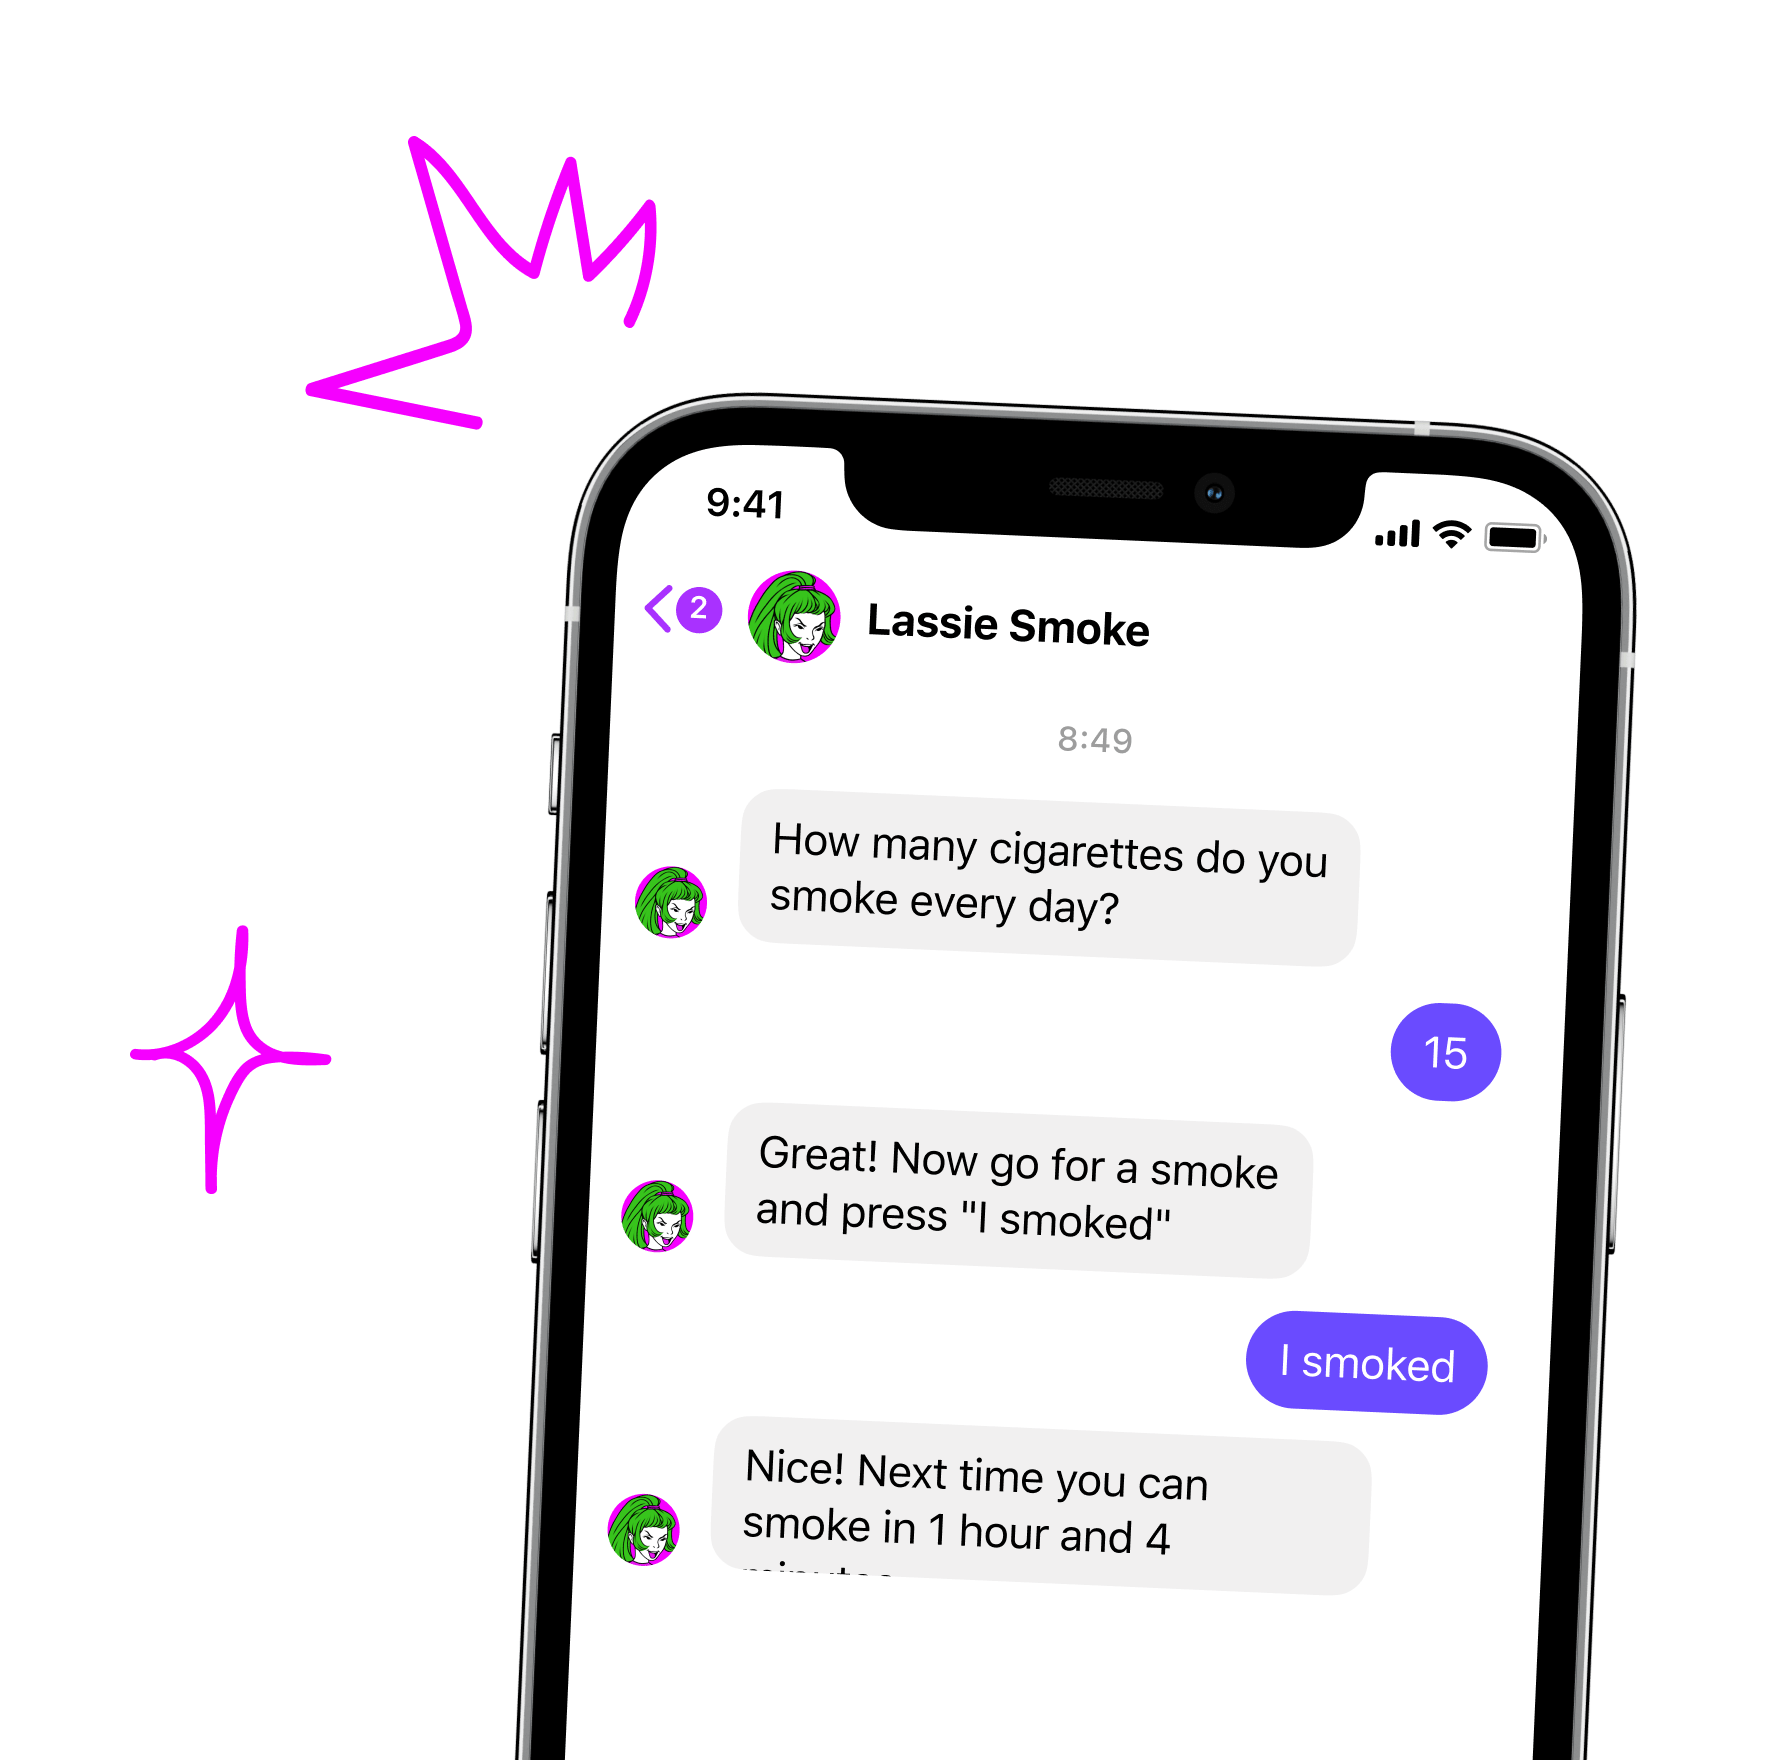 9:41
2
Lassie Smoke
8:49
How many cigarettes do you
smoke every day?
15
Great! Now go for a smoke
and press "I smoked"
I smoked
Nice! Next time you can
smoke in 1 hour and 4
minutes